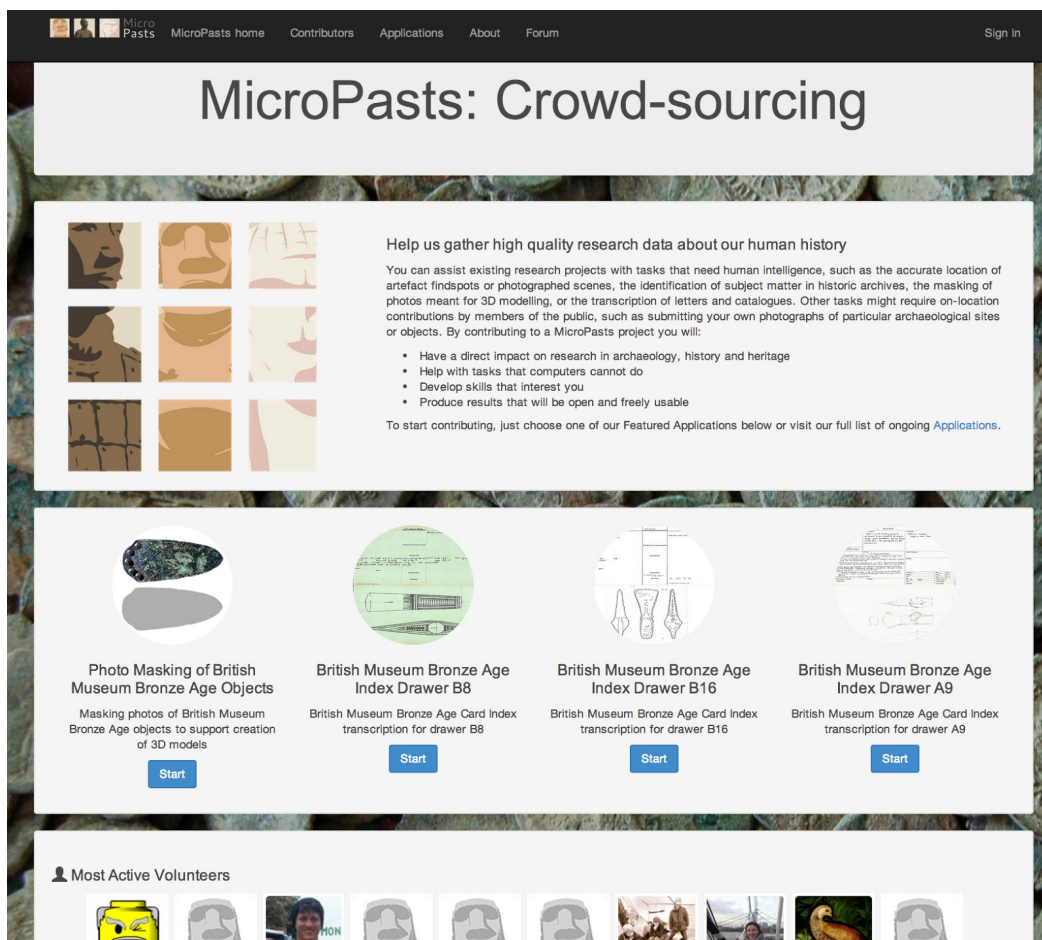 Micro
Pasts
MicroPasts home
Contributors
Applications
About
Forum
Sign in
MicroPasts: Crowd-sourcing
Help us gather high quality research data about our human history
You can assist existing research projects with tasks that need human intelligence, such as the accurate location of
artefact findspots or photographed scenes, the identification of subject matter in historic archives, the masking of
photos meant for 3D modelling, or the transcription of letters and catalogues. Other tasks might require on-location
contributions by members of the public, such as submitting your own photographs of particular archaeological sites
or objects. By contributing to a MicroPasts project you will:
• Have a direct impact on research in archaeology, history and heritage
• Help with tasks that computers cannot do
• Develop skills that interest you
• Produce results that will be open and freely usable
To start contributing, just choose one of our Featured Applications below or visit our full list of ongoing Applications.
Photo Masking of British
Museum Bronze Age Objects
Masking photos of British Museum
Bronze Age objects to support creation
of 3D models
Start
British Museum Bronze Age
Index Drawer B8
British Museum Bronze Age Card Index
transcription for drawer B8
Start
British Museum Bronze Age
Index Drawer B16
British Museum Bronze Age Card Index
transcription for drawer B16
Start
British Museum Bronze Age
Index Drawer A9
British Museum Bronze Age Card Index
transcription for drawer A9
Start
Most Active Volunteers
MON